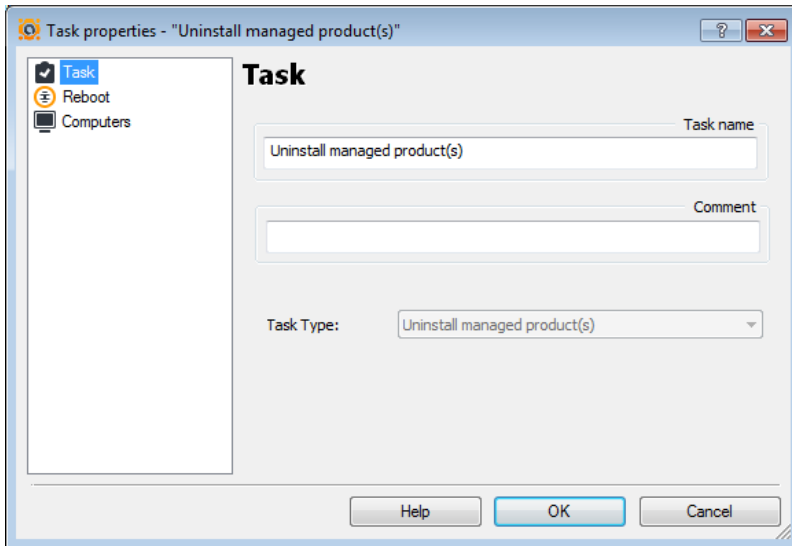 Task properties - "Uninstall managed product(s)"
Task
Reboot
Computers
Task
Task name
Uninstall managed product(s)
Comment
Task Type:
Uninstall managed product(s)
Help
OK
Cancel